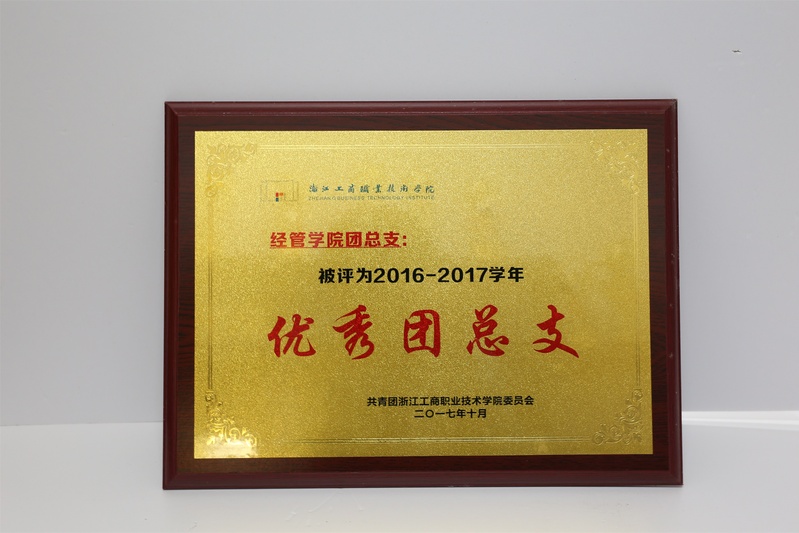 浙江工商职业技术学院
ZHEJIANG BUSINESS TECHNOLOGY INSTITUTE
经管学院团总支：
被评为2016-2017学年
优秀团总支
共青团浙江工商职业技术学院委员会
二〇一七年十月